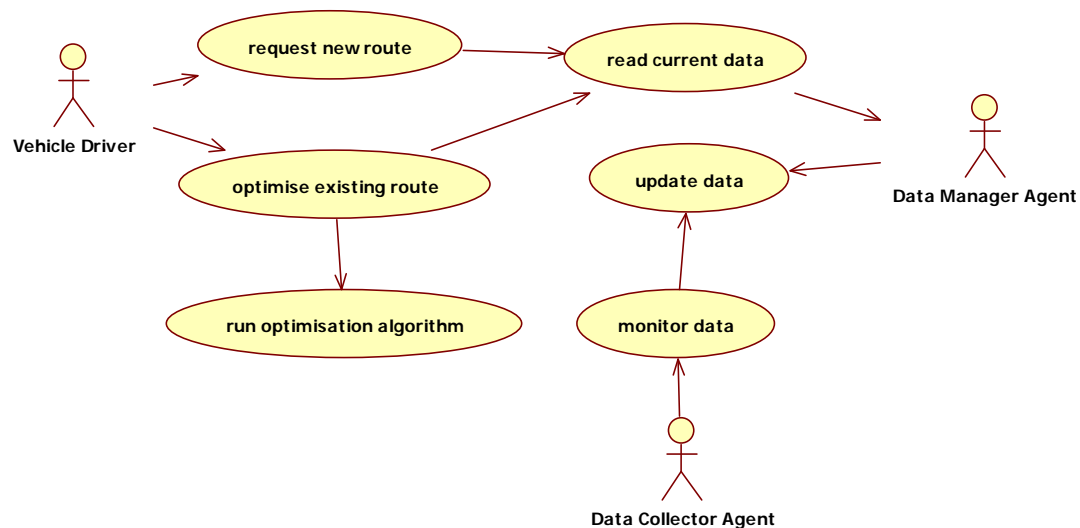 request new route
read current data
Vehicle Driver
optimise existing route
update data
Data Manager Agent
run optimisation algorithm
monitor data
Data Collector Agent